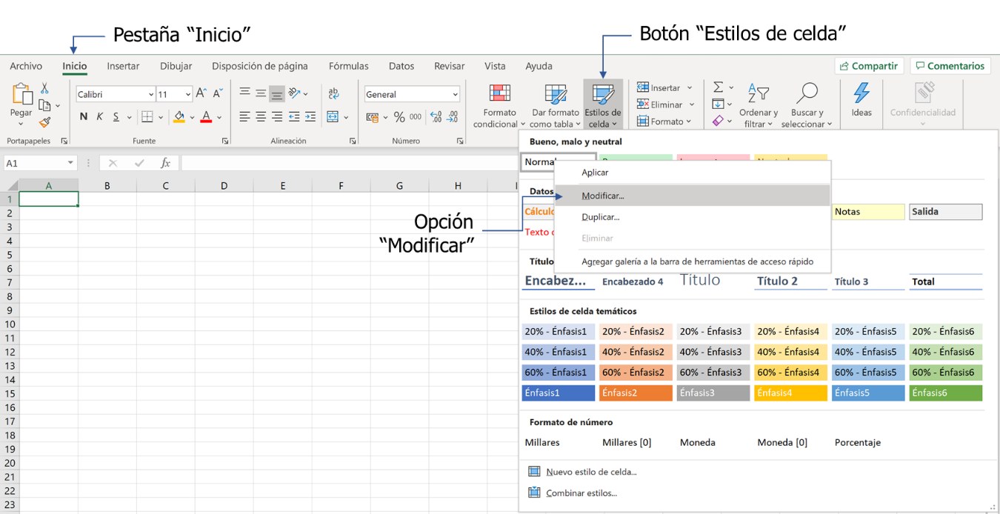 Pestaña “Inicio”
Botón “Estilos de celda”
Archivo Inicio Insertar Dibujar Disposición de página Fórmulas Datos Revisar Vista Ayuda Compartir Comentarios
Pegar
Portapapeles
Calibri 11
N K S
Fuente
ab
Alineación
General
% 000
Número
Formato
condicional
Dar formato
como tabla
Estilos de
celda
Insertar
Eliminar
Formato
Ordenar y
filtrar
Buscar y
seleccionar
Ideas
Confidencialidad
A1 fx
A B C D E F G H I
1
2
3
4
5
6
7
8
9
10
11
12
13
14
15
16
17
18
19
20
21
22
23
Opción
“Modificar”
Bueno, malo y neutral
Normal
Aplicar
Modificar...
Duplicar...
Eliminar
Agregar galería a la barra de herramientas de acceso rápido
Datos
Cálculo Notas Salida
Texto
Título
Encabez... Encabezado 4 Título Título 2 Título 3 Total
Estilos de celda temáticos
20% - Énfasis1 20% - Énfasis2 20% - Énfasis3 20% - Énfasis4 20% - Énfasis5 20% - Énfasis6
40% - Énfasis1 40% - Énfasis2 40% - Énfasis3 40% - Énfasis4 40% - Énfasis5 40% - Énfasis6
60% - Énfasis1 60% - Énfasis2 60% - Énfasis3 60% - Énfasis4 60% - Énfasis5 60% - Énfasis6
Énfasis1 Énfasis2 Énfasis3 Énfasis4 Énfasis5 Énfasis6
Formato de número
Millares Millares [0] Moneda Moneda [0] Porcentaje
Nuevo estilo de celda...
Combinar estilos...